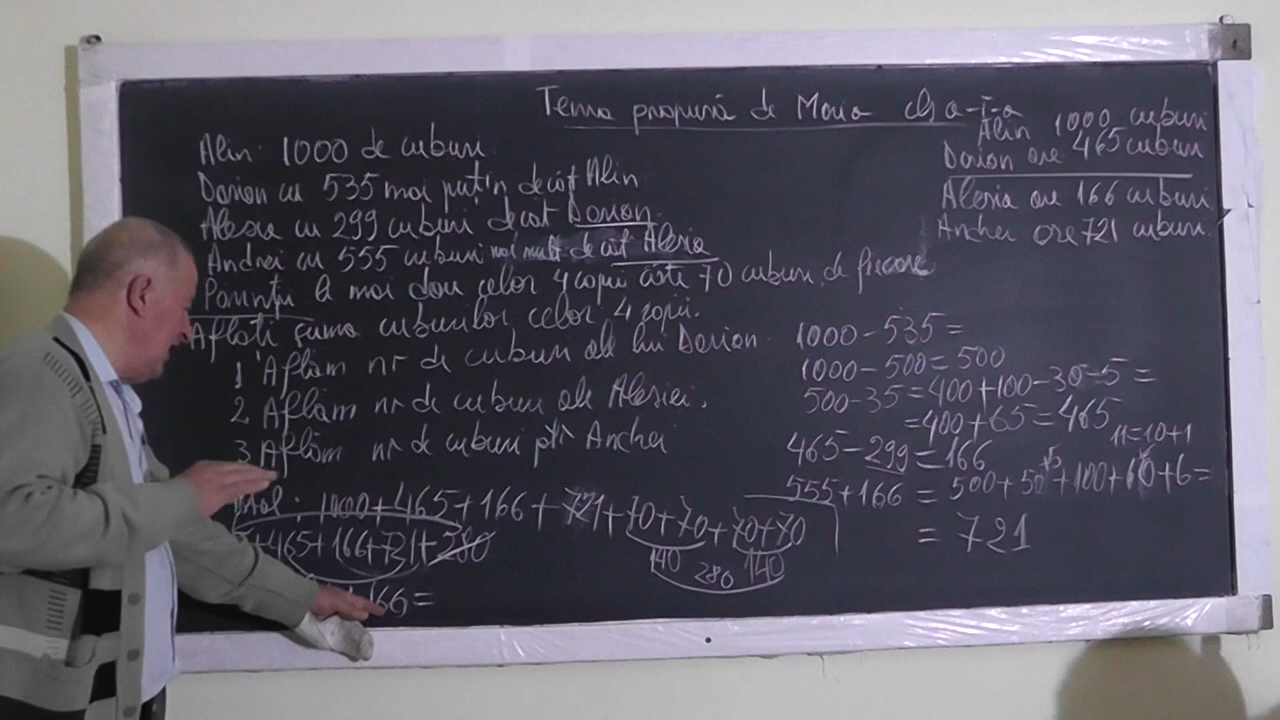 Tema propusă de Maria cls a-I-a
Alin 1000 cuburi
Darian are 465 cuburi
Alesia are 166 cuburi
Andrei are 721 cuburi.
Alin 1000 de cuburi
Darian cu 535 mai puțin decât Alin
Alesia cu 299 cuburi decât Darian
Andrei cu 555 cuburi mai mult decât Alesia
Părinții le mai dau celor 4 copii câte 70 cuburi de fiecare
Aflați suma cuburilor celor 4 copii.
1 Aflăm nr de cuburi ale lui Darian
2 Aflăm nr de cuburi ale Alesiei.
3 Aflăm nr de cuburi ptr Andrei
1000-535=
1000-500=500
500-35=400+100-30-5=
=400+65=465
465-299=166
11=10+1
555+166=500+50+5+100+60+6=
=721
1000+465+166+721+70+70+70+70
140 280 140
+465+166+721+280
66=